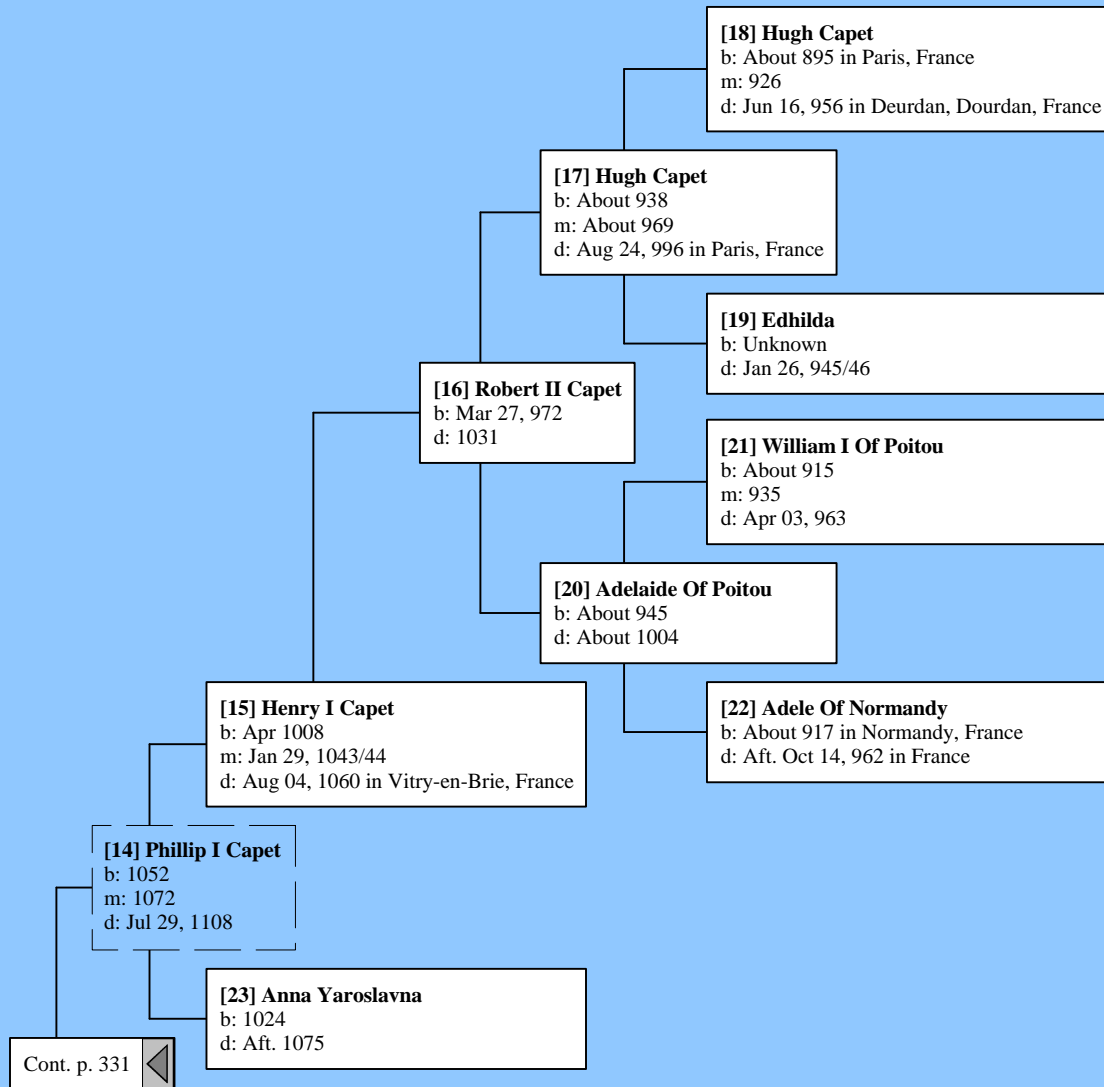 [18] Hugh Capet
b: About 895 in Paris, France
m: 926
d: Jun 16, 956 in Deurdan, Dourdan, France
[17] Hugh Capet
b: About 938
m: About 969
d: Aug 24, 996 in Paris, France
[19] Edhilda
b: Unknown
d: Jan 26, 945/46
[16] Robert II Capet
b: Mar 27, 972
d: 1031
[21] William I Of Poitou
b: About 915
m: 935
d: Apr 03, 963
[20] Adelaide Of Poitou
b: About 945
d: About 1004
[15] Henry I Capet
b: Apr 1008
m: Jan 29, 1043/44
d: Aug 04, 1060 in Vitry-en-Brie, France
[22] Adele Of Normandy
b: About 917 in Normandy, France
d: Aft. Oct 14, 962 in France
[14] Phillip I Capet
b: 1052
m: 1072
d: Jul 29, 1108
[23] Anna Yaroslavna
b: 1024
d: Aft. 1075
Cont. p. 331